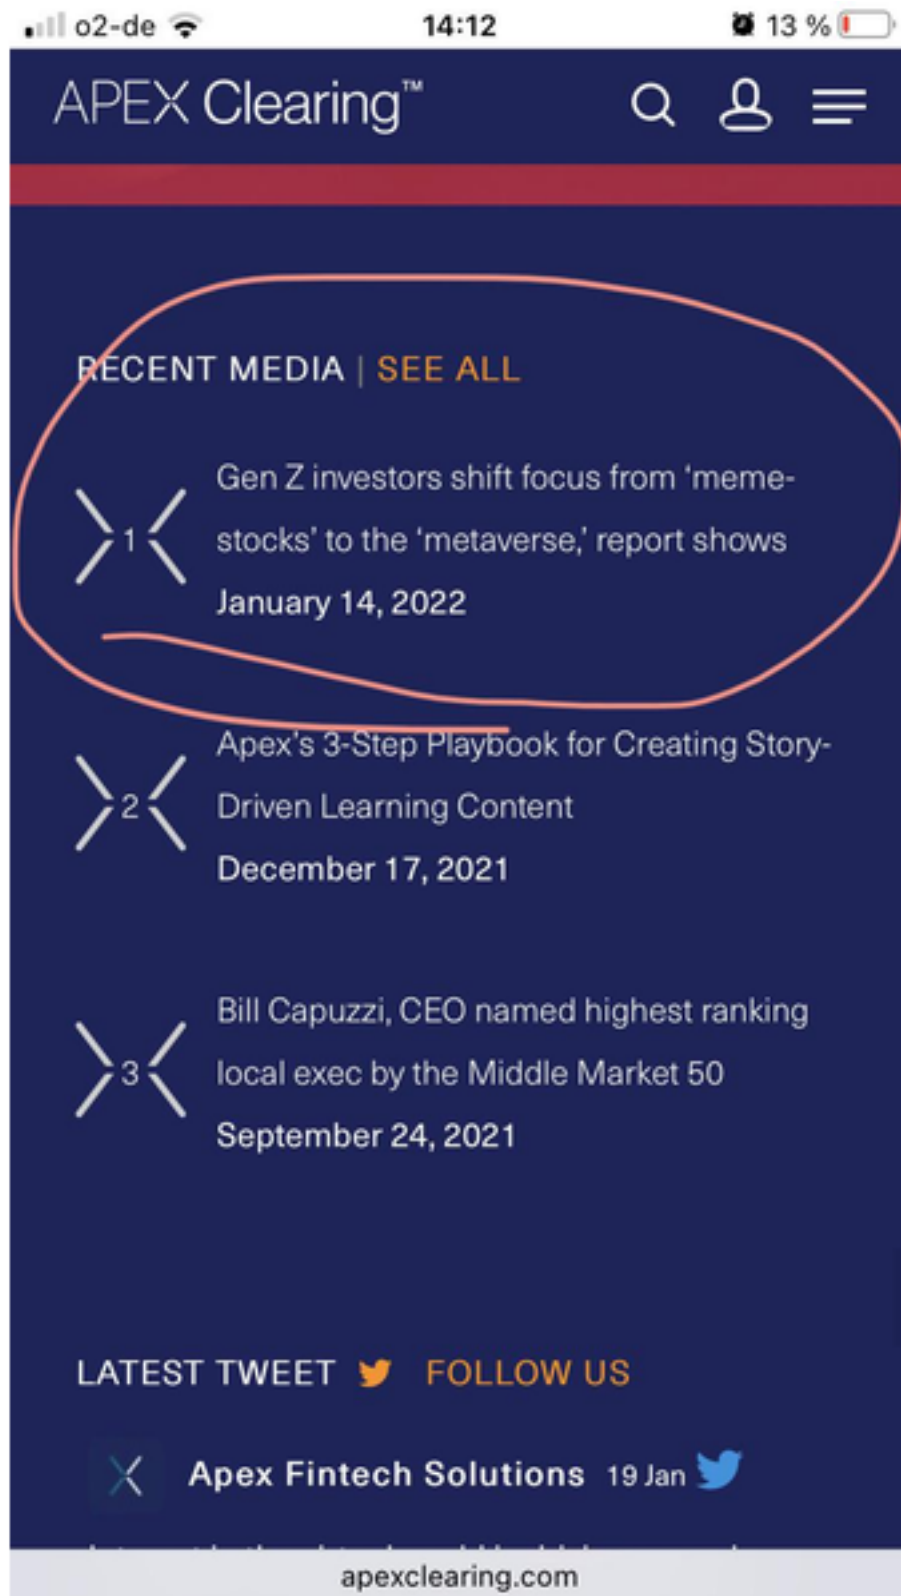 o2-de 14:12 13 %
APEX Clearing™
RECENT MEDIA | SEE ALL
1
Gen Z investors shift focus from ‘meme-
stocks’ to the ‘metaverse,’ report shows
January 14, 2022
2
Apex’s 3-Step Playbook for Creating Story-
Driven Learning Content
December 17, 2021
3
Bill Capuzzi, CEO named highest ranking
local exec by the Middle Market 50
September 24, 2021
LATEST TWEET FOLLOW US
Apex Fintech Solutions 19 Jan
apexclearing.com